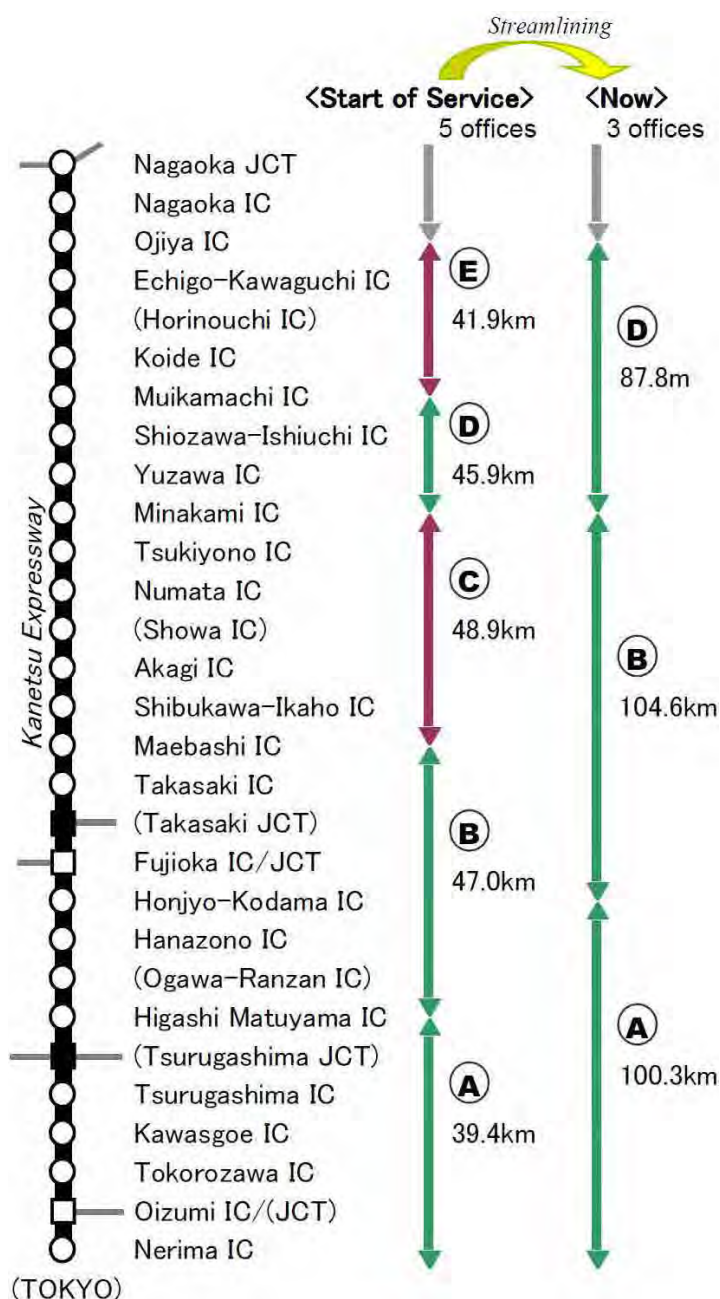 Streamlining
<Start of Service>
5 offices
<Now>
3 offices
Nagaoka JCT
Nagaoka IC
Ojiya IC
Echigo-Kawaguchi IC
(Horinouchi IC)
Koide IC
Muikamachi IC
Shiozawa-Ishiuchi IC
Yuzawa IC
Minakami IC
Tsukiyono IC
Numata IC
(Showa IC)
Akagi IC
Shibukawa-Ikaho IC
Maebashi IC
Takasaki IC
(Takasaki JCT)
Fujioka IC/JCT
Honjyo-Kodama IC
Hanazono IC
(Ogawa-Ranzan IC)
Higashi Matuyama IC
(Tsurugashima JCT)
Tsurugashima IC
Kawasgoe IC
Tokorozawa IC
Oizumi IC/(JCT)
Nerima IC
(TOKYO)
Kanetsu Expressway
E
41.9km
D
45.9km
C
48.9km
B
47.0km
A
39.4km
D
87.8m
B
104.6km
A
100.3km